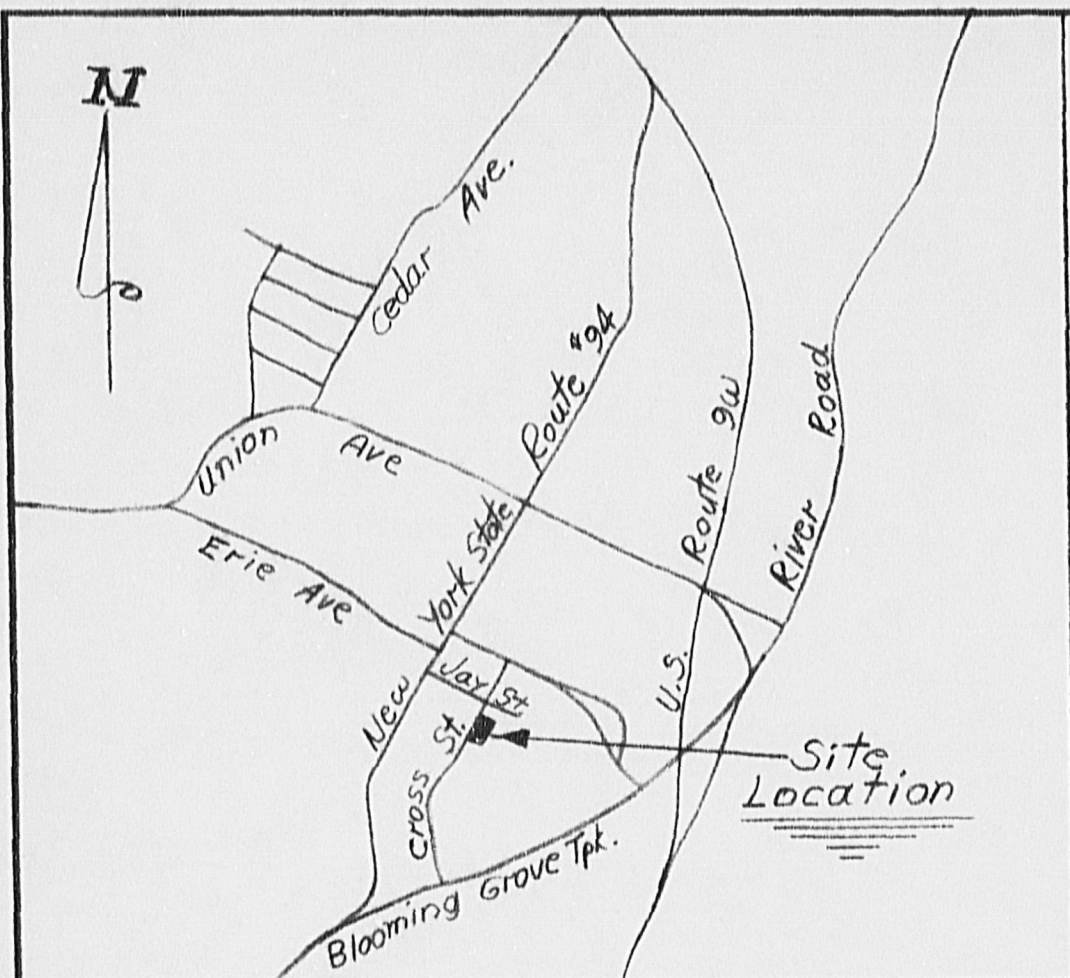 N
Cedar Ave.
Union Ave
Erie Ave
New York State Route #94
U.S. Route 9W
River Road
Jay St
Cross St.
Site
Location
Blooming Grove Tpk.